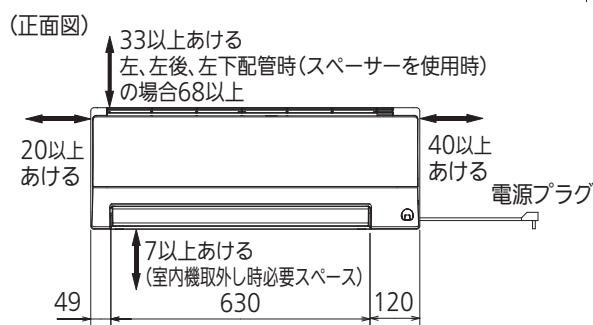 (正面図)
33以上あける
左、左後、左下配管時(スペーサーを使用時)
の場合68以上
20以上
あける
40以上
あける
電源プラグ
7以上あける
(室内機取外し時必要スペース)
49
630
120